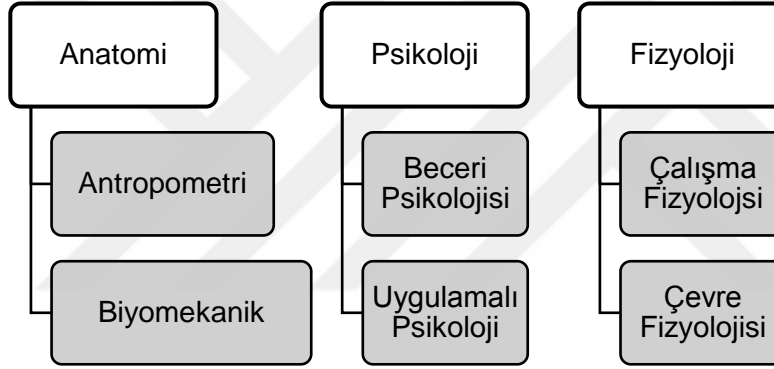 Anatomi
Antropometri
Biyomekanik
Psikoloji
Beceri
Psikolojisi
Uygulamalı
Psikoloji
Fizyoloji
Çalışma
Fizyolojsi
Çevre
Fizyolojisi